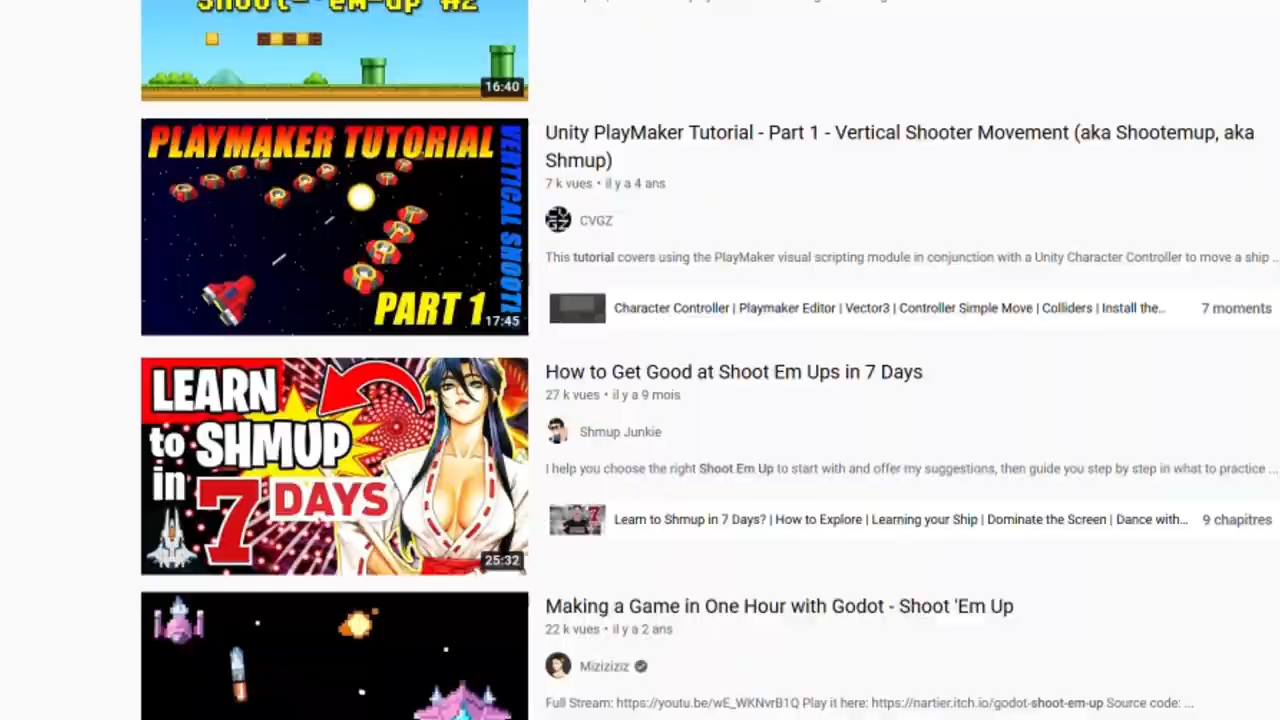 Shoot-'em-up #2
16:40
PLAYMAKER TUTORIAL
VERTICAL SHOOT
PART 1
17:45
Unity PlayMaker Tutorial - Part 1 - Vertical Shooter Movement (aka Shootemup, aka
Shmup)
7 k vues • il y a 4 ans
CVGZ
This tutorial covers using the PlayMaker visual scripting module in conjunction with a Unity Character Controller to move a ship ...
Character Controller | Playmaker Editor | Vector3 | Controller Simple Move | Colliders | Install the...
7 moments
LEARN
to SHMUP
in 7 DAYS
25:32
How to Get Good at Shoot Em Ups in 7 Days
27 k vues • il y a 9 mois
Shmup Junkie
I help you choose the right Shoot Em Up to start with and offer my suggestions, then guide you step by step in what to practice ...
Learn to Shmup in 7 Days? | How to Explore | Learning your Ship | Dominate the Screen | Dance with...
9 chapitres
Making a Game in One Hour with Godot - Shoot 'Em Up
22 k vues • il y a 2 ans
Miziziziz
Full Stream: https://youtu.be/wE_WKNvrB1Q Play it here: https://nartier.itch.io/godot-shoot-em-up Source code: ...